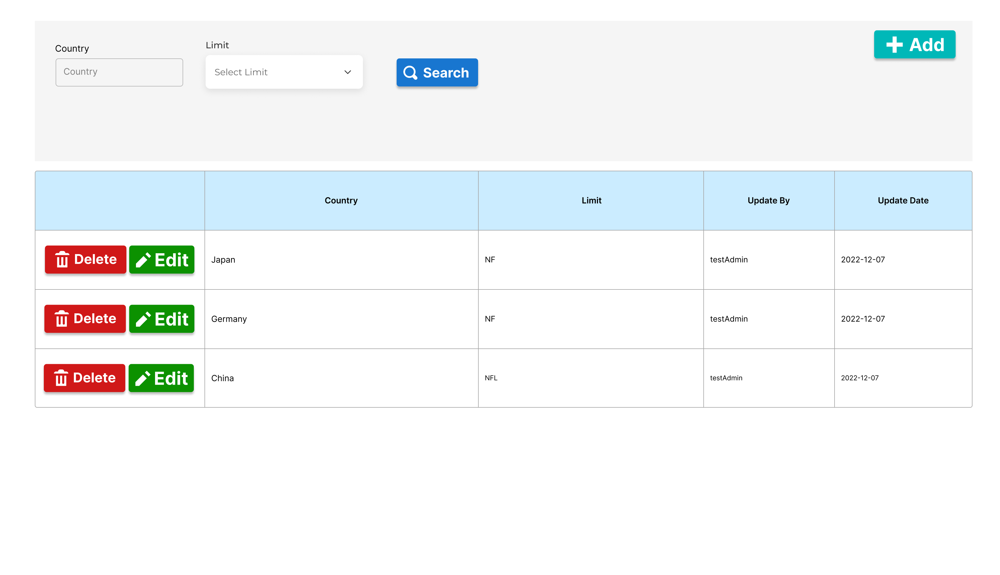 Country
Country
Limit
Select Limit
Search
Add
Country Limit Update By Update Date
Delete Edit Japan NF testAdmin 2022-12-07
Delete Edit Germany NF testAdmin 2022-12-07
Delete Edit China NFL testAdmin 2022-12-07